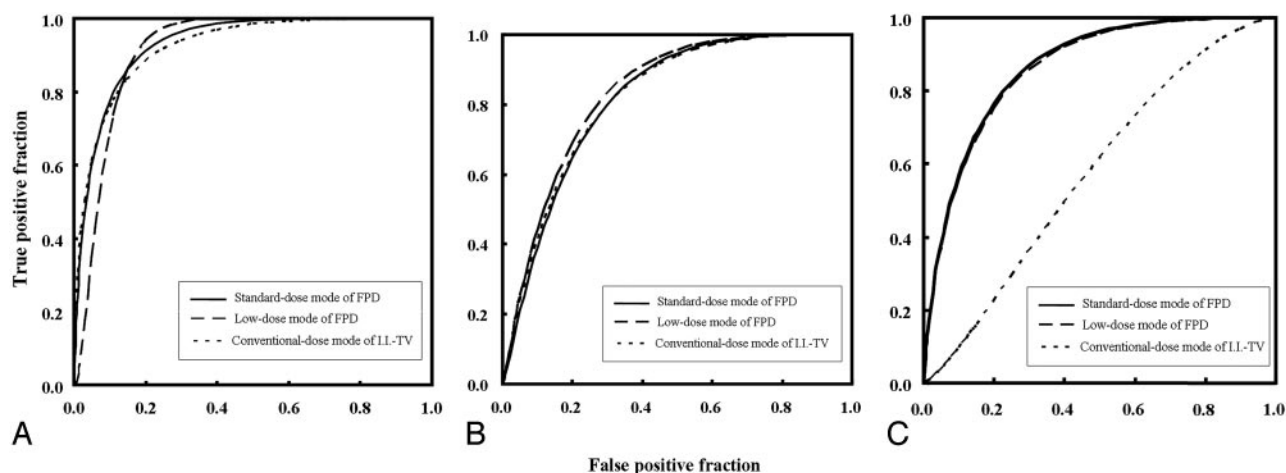 1.0
0.8
0.6
0.4
0.2
0.0
0.0
0.2
0.4
0.6
0.8
1.0
True positive fraction
Standard-dose mode of FPD
Low-dose mode of FPD
Conventional-dose mode of I.I.-TV
A
1.0
0.8
0.6
0.4
0.2
0.0
0.0
0.2
0.4
0.6
0.8
1.0
Standard-dose mode of FPD
Low-dose mode of FPD
Conventional-dose mode of I.I.-TV
B
1.0
0.8
0.6
0.4
0.2
0.0
0.0
0.2
0.4
0.6
0.8
1.0
Standard-dose mode of FPD
Low-dose mode of FPD
Conventional-dose mode of I.I.-TV
C
False positive fraction